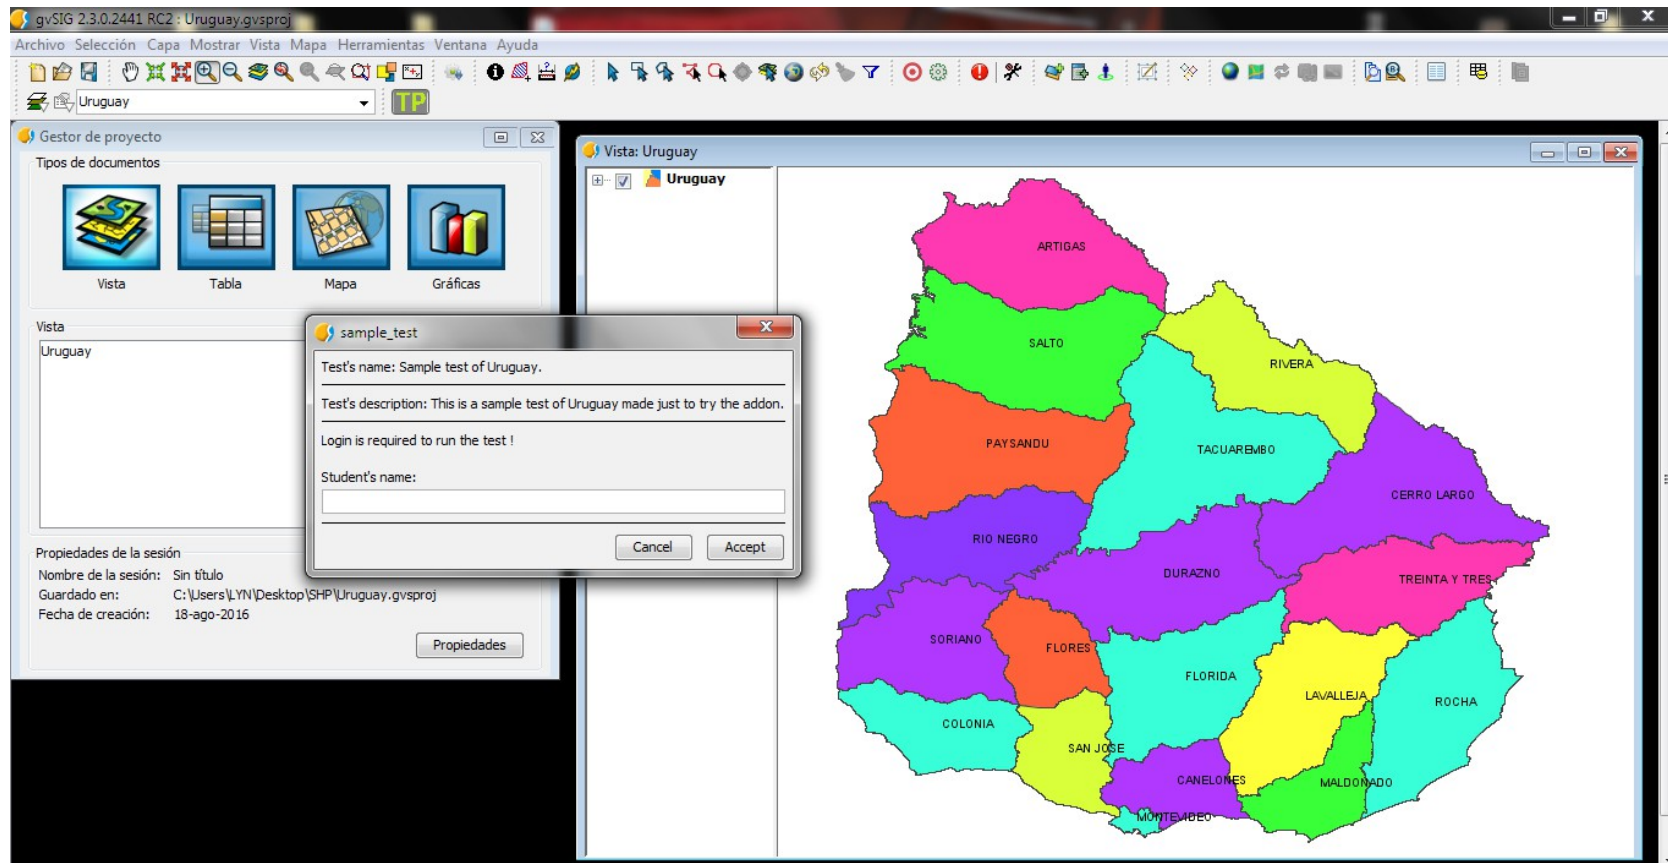 gvSIG 2.3.0.2441 RC2 : Uruguay.gvsproj
Archivo Selección Capa Mostrar Vista Mapa Herramientas Ventana Ayuda
Uruguay
TP
Gestor de proyecto
Tipos de documentos
Vista Tabla Mapa Gráficas
Vista
Uruguay
Propiedades de la sesión
Nombre de la sesión: Sin título
Guardado en: C:\Users\LYN\Desktop\SHP\Uruguay.gvsproj
Fecha de creación: 18-ago-2016
Propiedades
sample_test
Test's name: Sample test of Uruguay.
Test's description: This is a sample test of Uruguay made just to try the addon.
Login is required to run the test !
Student's name:
Cancel Accept
Vista: Uruguay
Uruguay
ARTIGAS
SALTO
RIVERA
PAYSANDU
TACUAREMBO
CERRO LARGO
RIO NEGRO
DURAZNO
TREINTA Y TRES
SORIANO
FLORES
FLORIDA
LAVALLEJA
ROCHA
COLONIA
SAN JOSE
CANELONES
MALDONADO
MONTEVIDEO